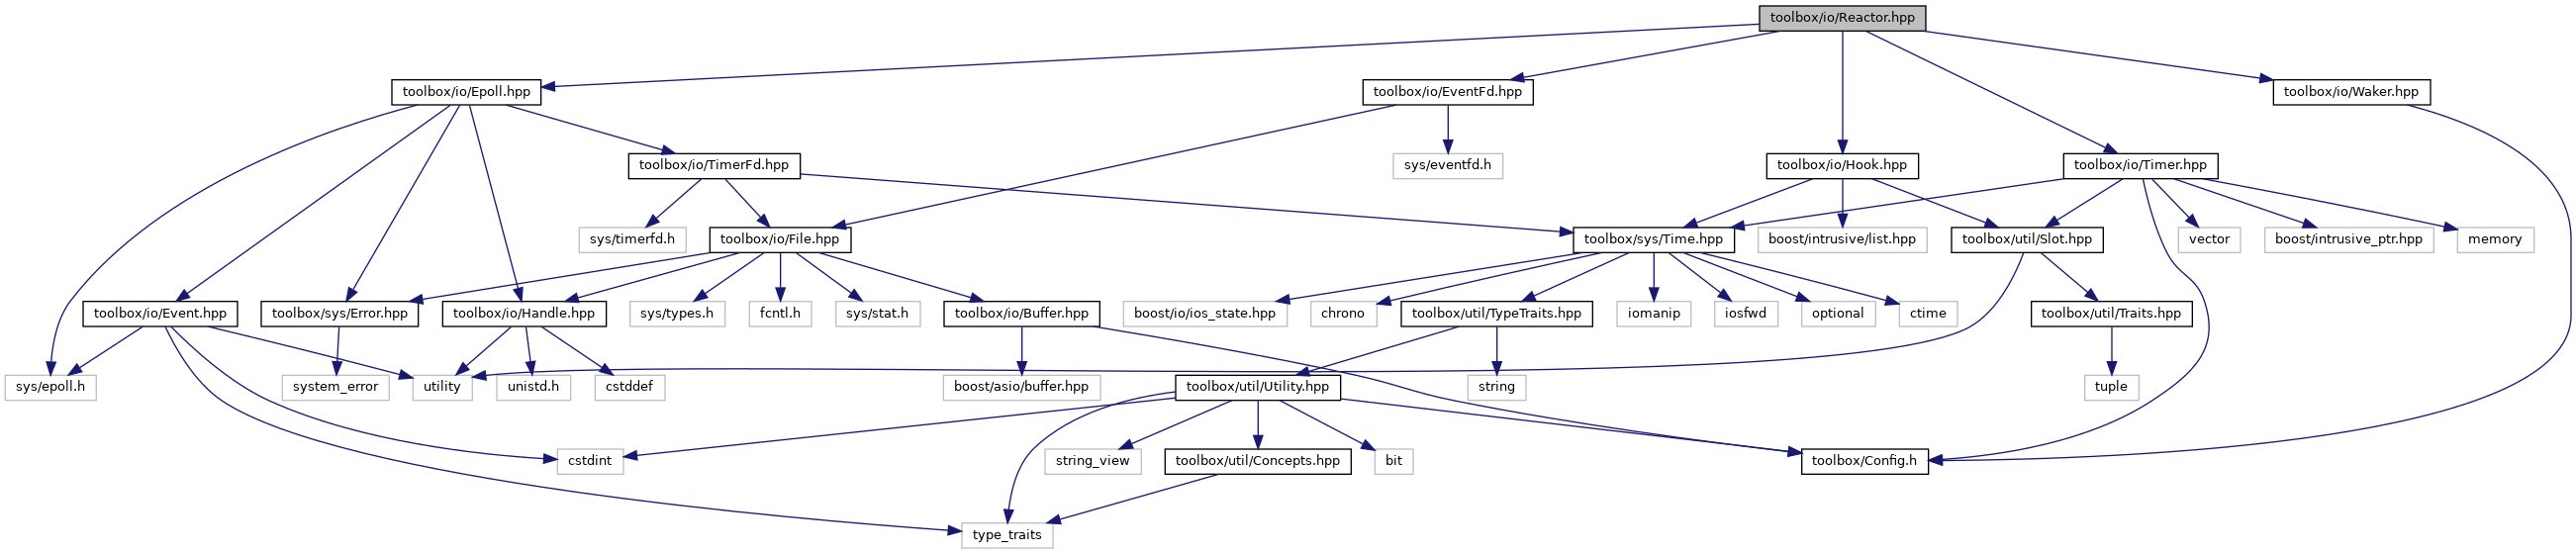 toolbox/io/Reactor.hpp
toolbox/io/Epoll.hpp
toolbox/io/EventFd.hpp
toolbox/io/Waker.hpp
toolbox/io/TimerFd.hpp
sys/eventfd.h
toolbox/io/Hook.hpp
toolbox/io/Timer.hpp
sys/timerfd.h
toolbox/io/File.hpp
toolbox/sys/Time.hpp
boost/intrusive/list.hpp
toolbox/util/Slot.hpp
vector
boost/intrusive_ptr.hpp
memory
toolbox/io/Event.hpp
toolbox/sys/Error.hpp
toolbox/io/Handle.hpp
sys/types.h
fcntl.h
sys/stat.h
toolbox/io/Buffer.hpp
boost/io/ios_state.hpp
chrono
toolbox/util/TypeTraits.hpp
iomanip
iosfwd
optional
ctime
toolbox/util/Traits.hpp
sys/epoll.h
system_error
utility
unistd.h
cstddef
boost/asio/buffer.hpp
toolbox/util/Utility.hpp
string
tuple
cstdint
string_view
toolbox/util/Concepts.hpp
bit
toolbox/Config.h
type_traits